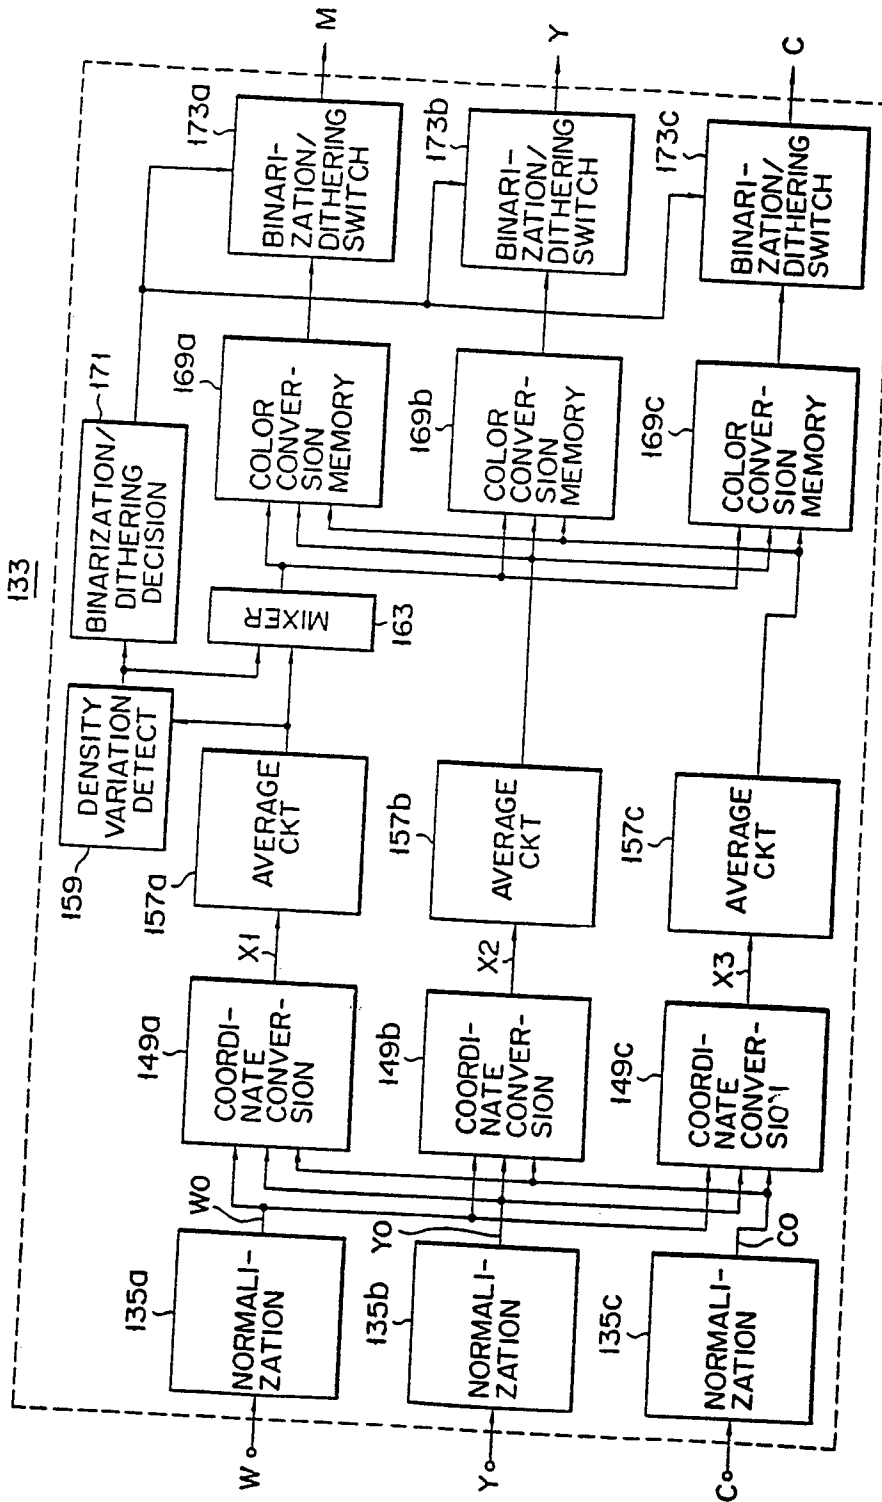 133
W
135a
NORMALI-
ZATION
WO
149a
COORDI-
NATE
CONVER-
SION
X1
157a
AVERAGE
CKT
159
DENSITY
VARIATION
DETECT
MIXER
163
171
BINARIZATION/
DITHERING
DECISION
169a
COLOR
CONVER-
SION
MEMORY
173a
BINARI-
ZATION/
DITHERING
SWITCH
M
Y
135b
NORMALI-
ZATION
YO
149b
COORDI-
NATE
CONVER-
SION
X2
157b
AVERAGE
CKT
169b
COLOR
CONVER-
SION
MEMORY
173b
BINARI-
ZATION/
DITHERING
SWITCH
Y
C
135c
NORMALI-
ZATION
CO
149c
COORDI-
NATE
CONVER-
SION
X3
157c
AVERAGE
CKT
169c
COLOR
CONVER-
SION
MEMORY
173c
BINARI-
ZATION/
DITHERING
SWITCH
C